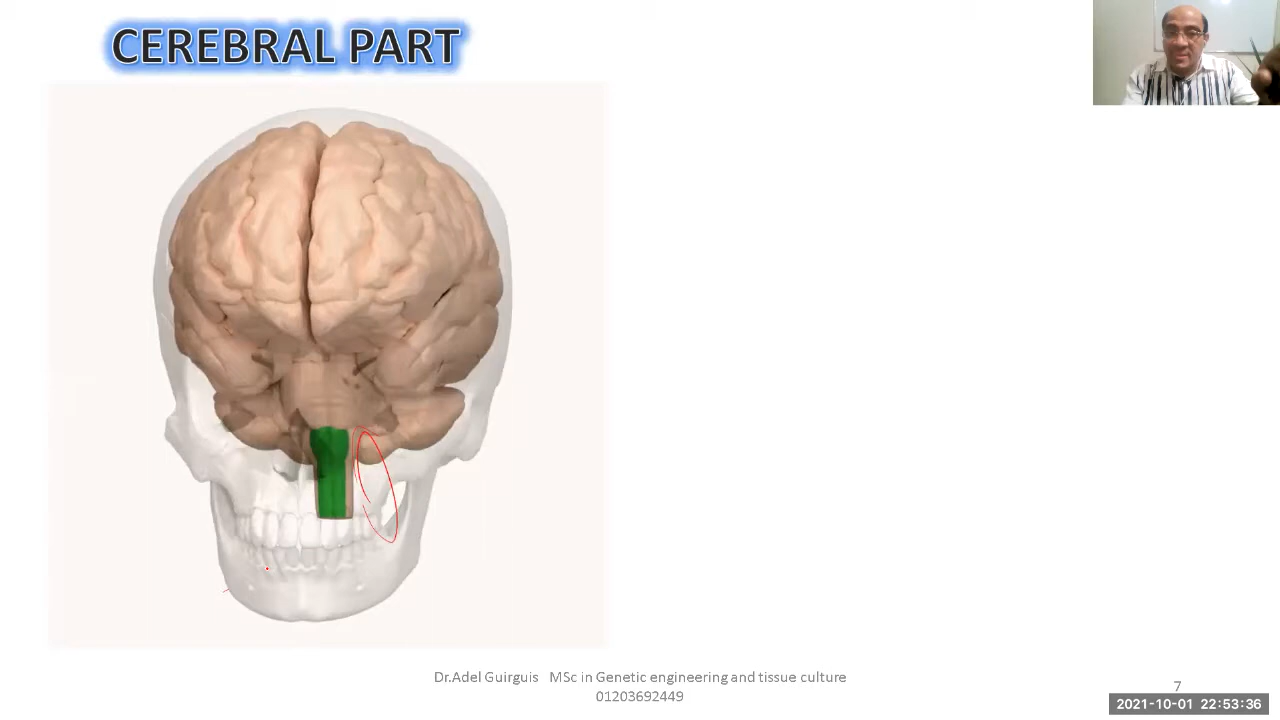 CEREBRAL PART
Dr.Adel Guirguis MSc in Genetic engineering and tissue culture
01203692449
7
2021-10-01 22:53:36